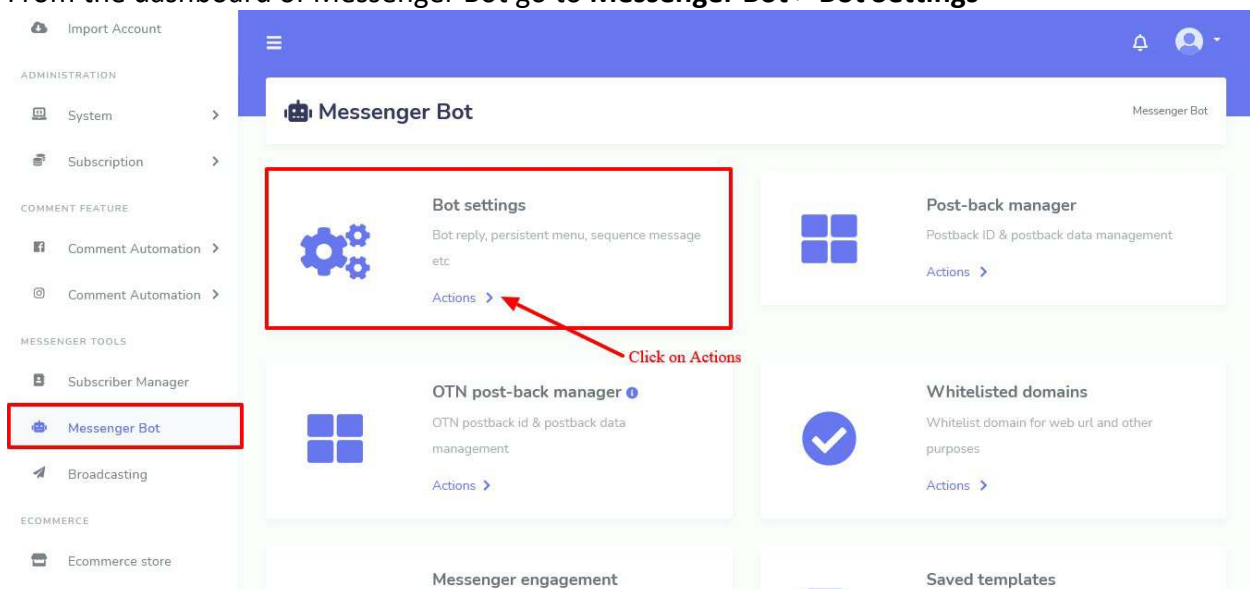 From the dashboard of Messenger Bot go to Messenger Bot > Bot Settings
Import Account
ADMINISTRATION
System
Subscription
COMMENT FEATURE
Comment Automation
Comment Automation
MESSENGER TOOLS
Subscriber Manager
Messenger Bot
Broadcasting
ECOMMERCE
Ecommerce store
Messenger Bot
Messenger Bot
Bot settings
Bot reply, persistent menu, sequence message
etc
Actions >
Click on Actions
Post-back manager
Postback ID & postback data management
Actions >
OTN post-back manager
OTN postback id & postback data
management
Actions >
Whitelisted domains
Whitelist domain for web url and other
purposes
Actions >
Messenger engagement
Saved templates